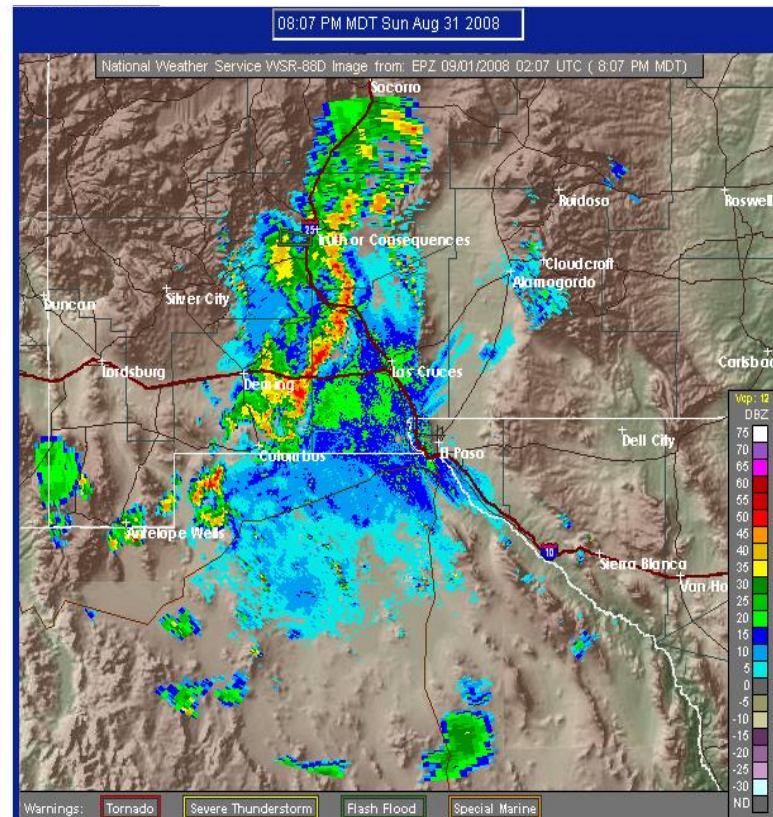 08:07 PM MDT Sun Aug 31 2008
National Weather Service WSR-88D Image from: EPZ 09/01/2008 02:07 UTC ( 8:07 PM MDT)
Socorro
Ruidoso
Roswell
25
Truth or Consequences
Cloudcroft
Alamogordo
Duncan
Silver City
Lordsburg
Deming
Las Cruces
Carlsbad
Vcp: 12
DBZ
75
70
65
60
55
50
45
40
35
30
25
20
15
10
5
0
-5
-10
-15
-20
-25
-30
ND
Dell City
Columbus
El Paso
Antelope Wells
10
Sierra Blanca
Van Ho
Warnings: Tornado Severe Thunderstorm Flash Flood Special Marine